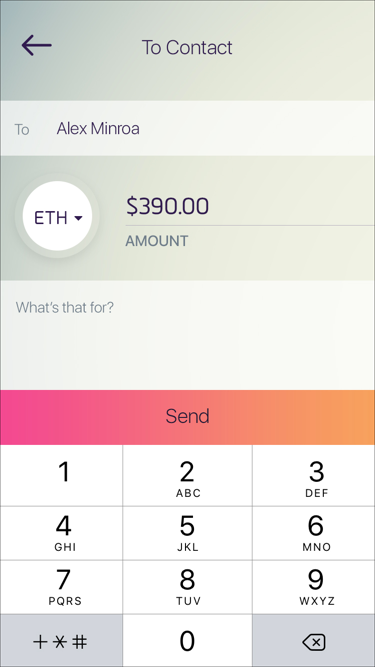 To Contact
To Alex Minroa
ETH
$390.00
AMOUNT
What's that for?
Send
1 2 3
ABC DEF
4 5 6
GHI JKL MNO
7 8 9
PQRS TUV WXYZ
+*# 0